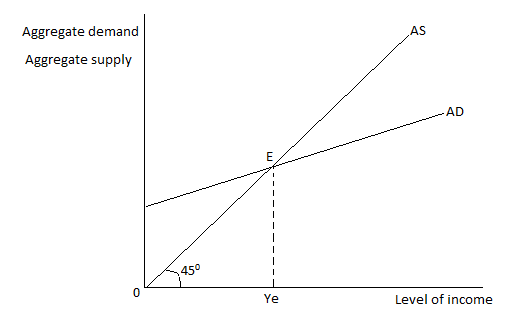 Aggregate demand
Aggregate supply
AS
AD
E
45⁰
0
Ye
Level of income